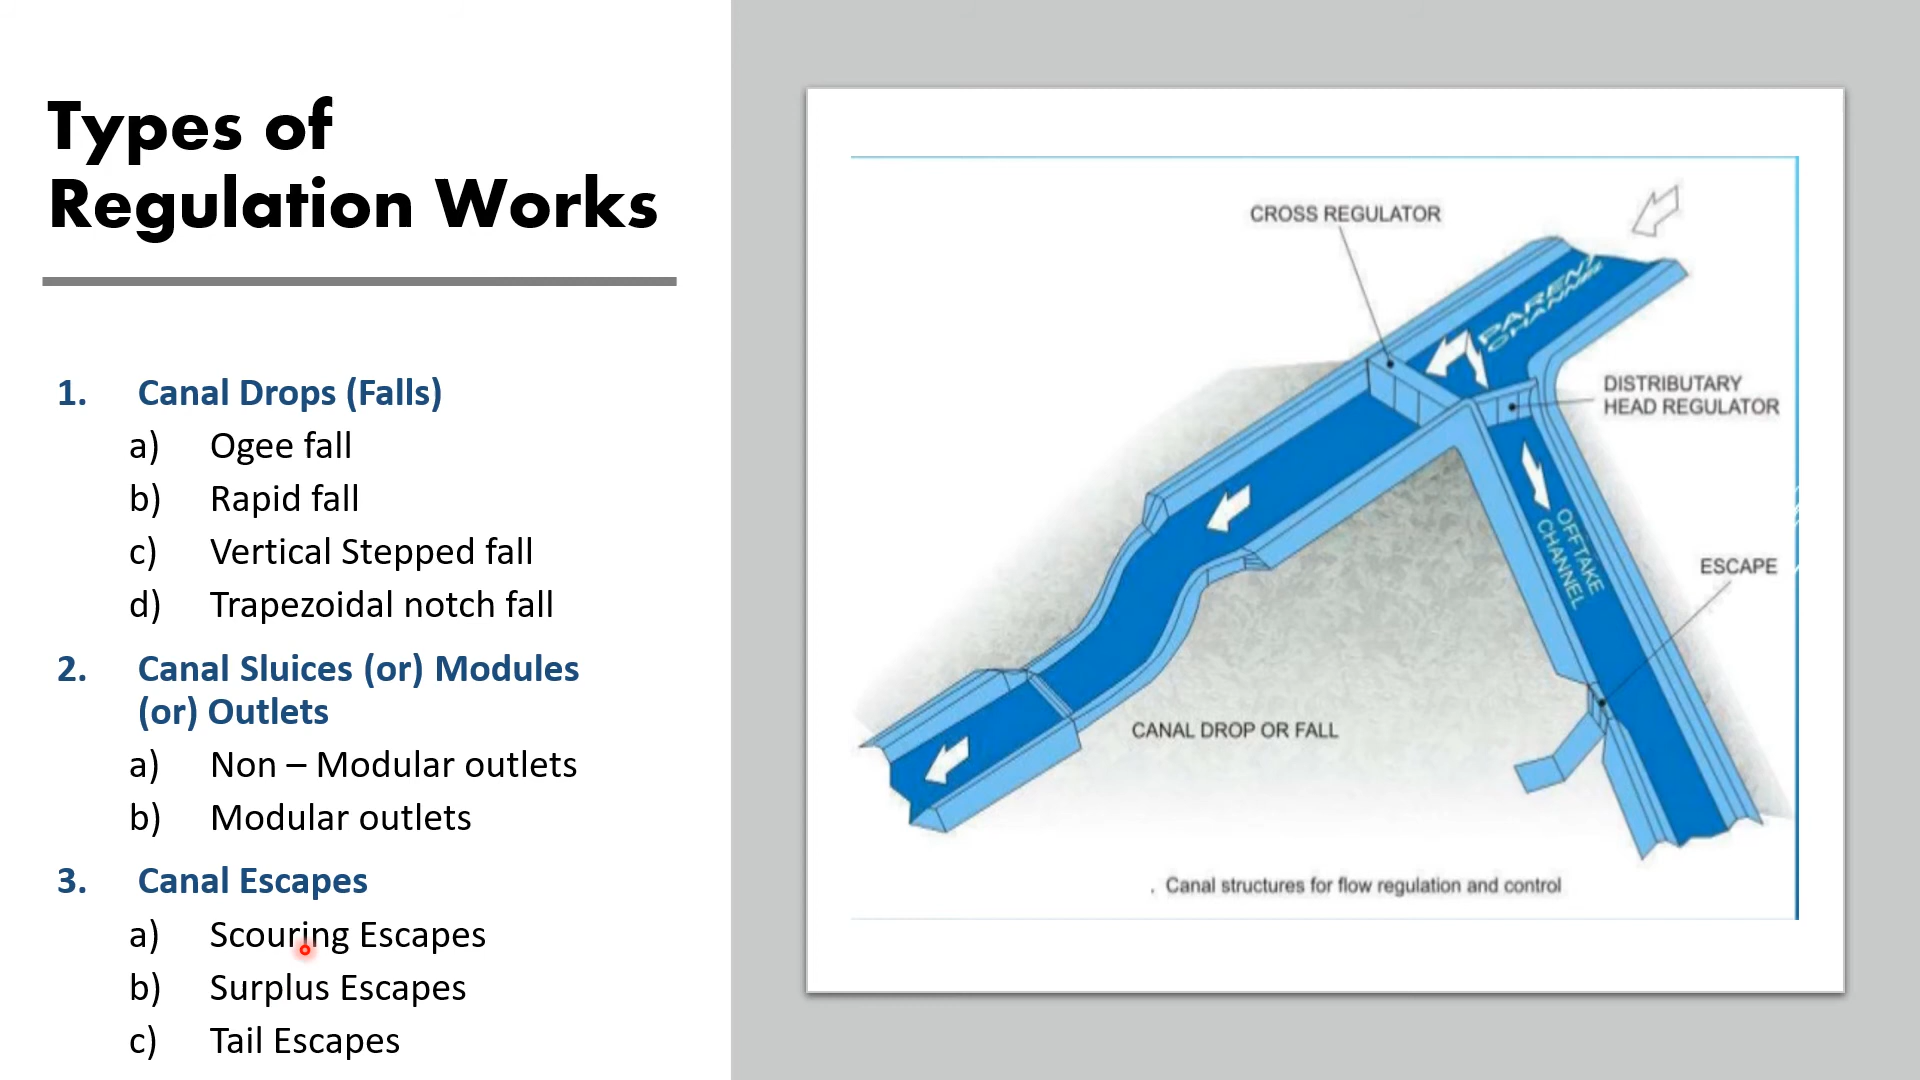 Types of
Regulation Works
1. Canal Drops (Falls)
a) Ogee fall
b) Rapid fall
c) Vertical Stepped fall
d) Trapezoidal notch fall
2. Canal Sluices (or) Modules
(or) Outlets
a) Non – Modular outlets
b) Modular outlets
3. Canal Escapes
a) Scouring Escapes
b) Surplus Escapes
c) Tail Escapes
CROSS REGULATOR
PARENT
CHANNEL
DISTRIBUTARY
HEAD REGULATOR
OFFTAKE
CHANNEL
ESCAPE
CANAL DROP OR FALL
. Canal structures for flow regulation and control